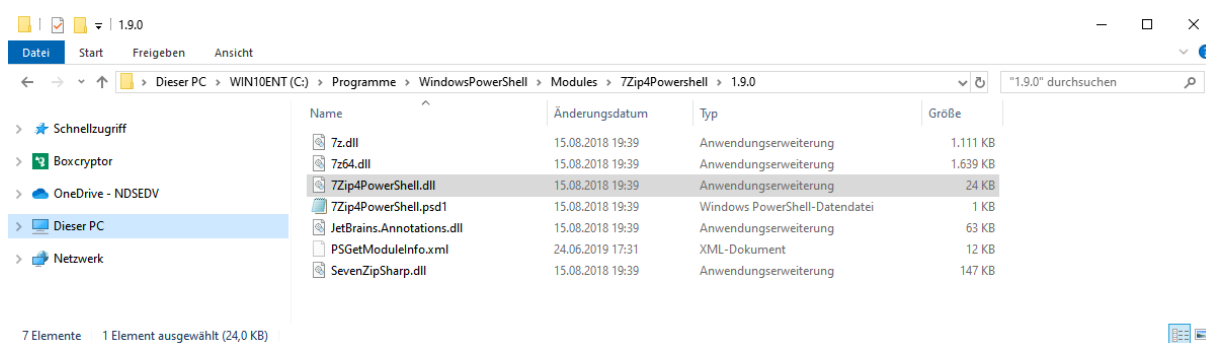 1.9.0
Datei Start Freigeben Ansicht
Dieser PC > WIN10ENT (C:) > Programme > WindowsPowerShell > Modules > 7Zip4Powershell > 1.9.0 "1.9.0" durchsuchen
Name Änderungsdatum Typ Größe
Schnellzugriff
Boxcryptor
OneDrive - NDSEDV
Dieser PC
Netzwerk
7z.dll 15.08.2018 19:39 Anwendungserweiterung 1.111 KB
7z64.dll 15.08.2018 19:39 Anwendungserweiterung 1.639 KB
7Zip4PowerShell.dll 15.08.2018 19:39 Anwendungserweiterung 24 KB
7Zip4PowerShell.psd1 15.08.2018 19:39 Windows PowerShell-Datendatei 1 KB
JetBrains.Annotations.dll 15.08.2018 19:39 Anwendungserweiterung 63 KB
PSGetModuleInfo.xml 24.06.2019 17:31 XML-Dokument 12 KB
SevenZipSharp.dll 15.08.2018 19:39 Anwendungserweiterung 147 KB
7 Elemente 1 Element ausgewählt (24,0 KB)